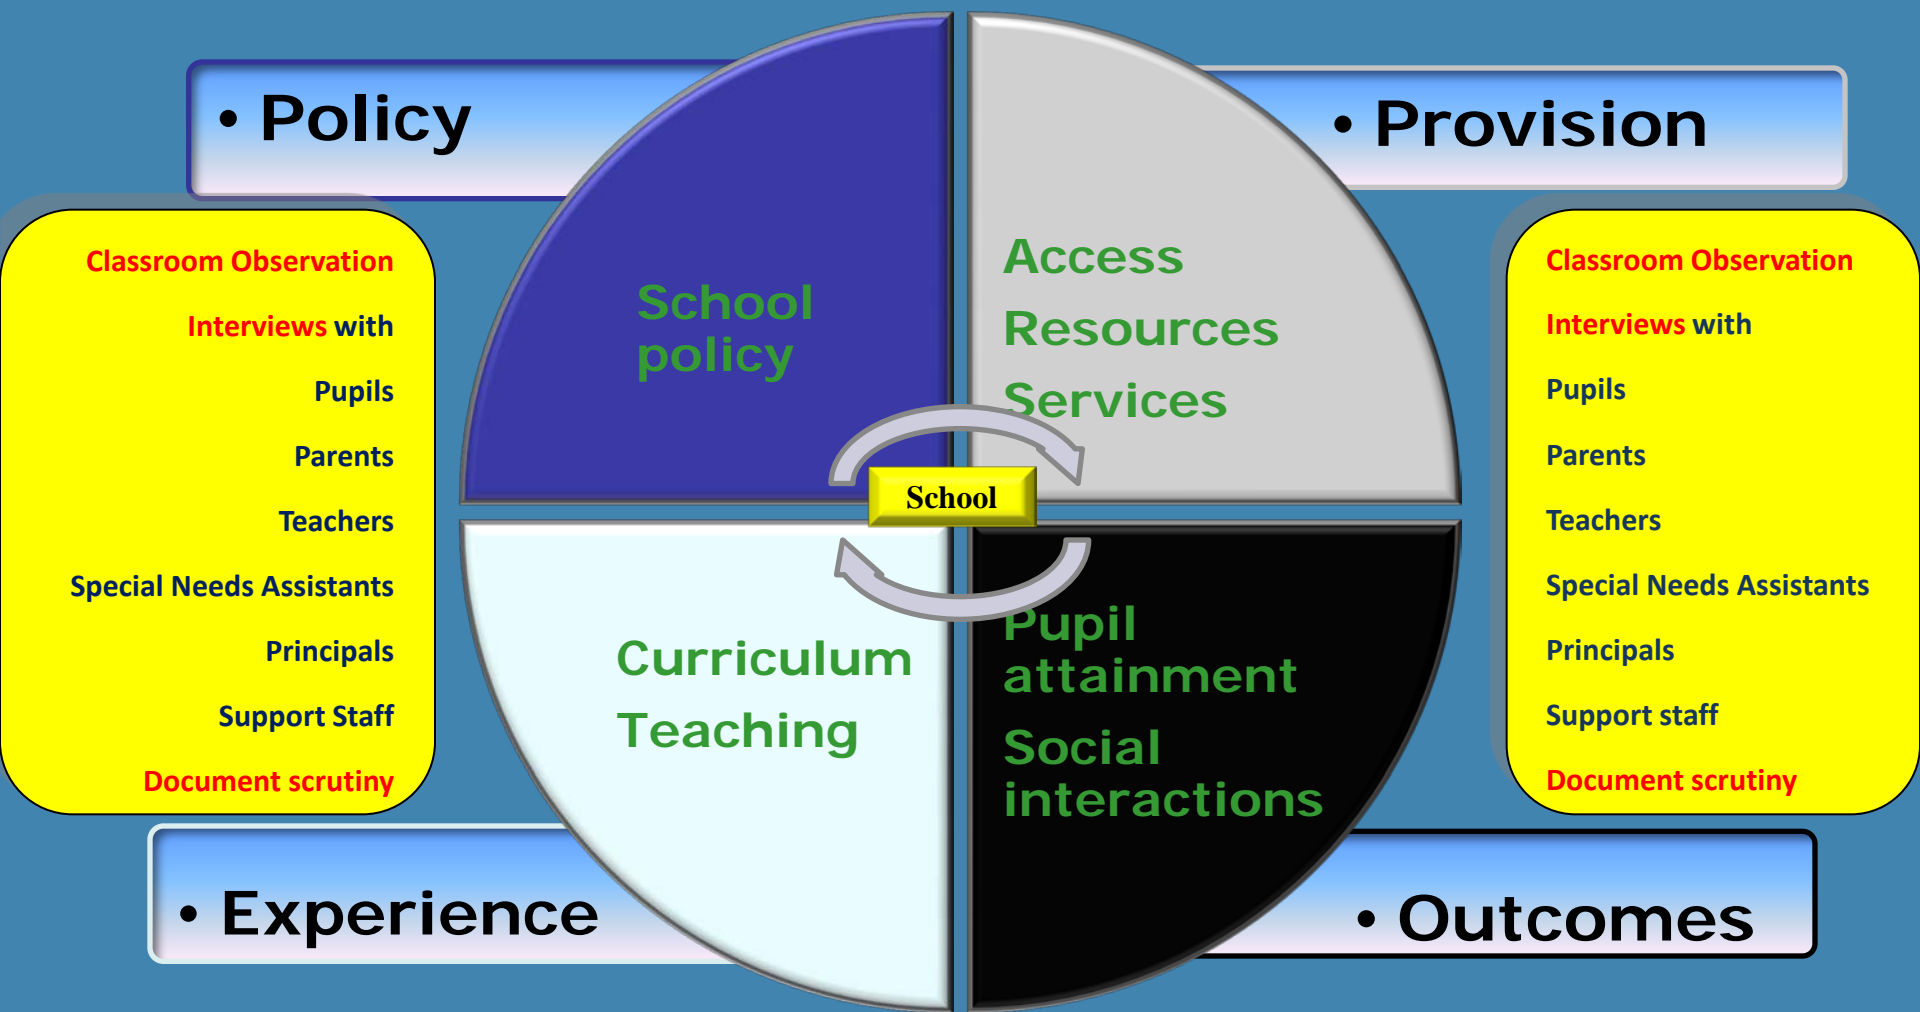 • Policy
• Provision
Classroom Observation
Interviews with
Pupils
Parents
Teachers
Special Needs Assistants
Principals
Support Staff
Document scrutiny
School
policy
Access
Resources
Services
School
Curriculum
Teaching
Pupil
attainment
Social
interactions
Classroom Observation
Interviews with
Pupils
Parents
Teachers
Special Needs Assistants
Principals
Support staff
Document scrutiny
• Experience
• Outcomes